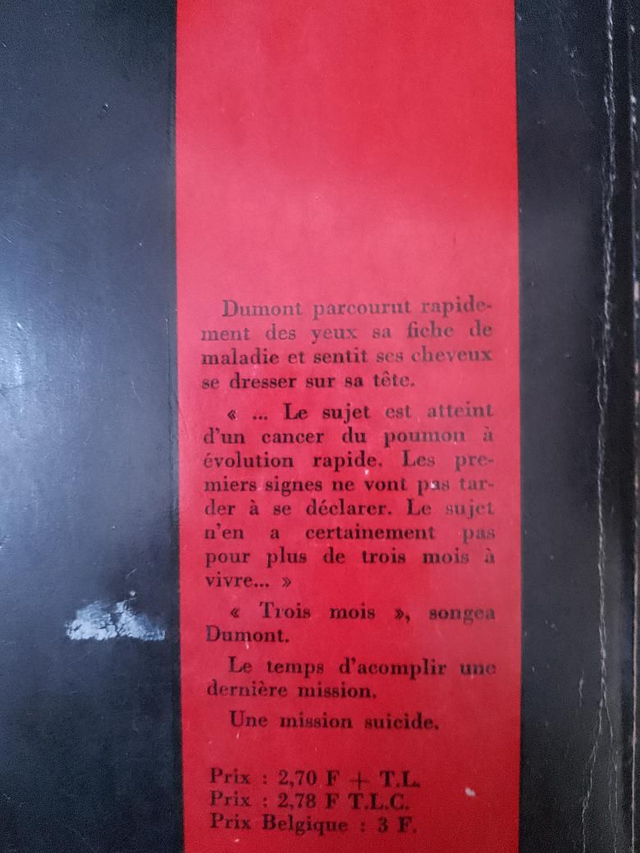 Dumont parcourut rapide-
ment des yeux sa fiche de
maladie et sentit ses cheveux
se dresser sur sa tête.
« ... Le sujet est atteint
d'un cancer du poumon à
évolution rapide. Les pre-
miers signes ne vont pas tar-
der à se déclarer. Le sujet
n'en a certainement pas
pour plus de trois mois à
vivre... »
« Trois mois », songea
Dumont.
Le temps d'acomplir une
dernière mission.
Une mission suicide.
Prix : 2,70 F + T.L.
Prix : 2,78 F T.L.C.
Prix Belgique : 3 F.